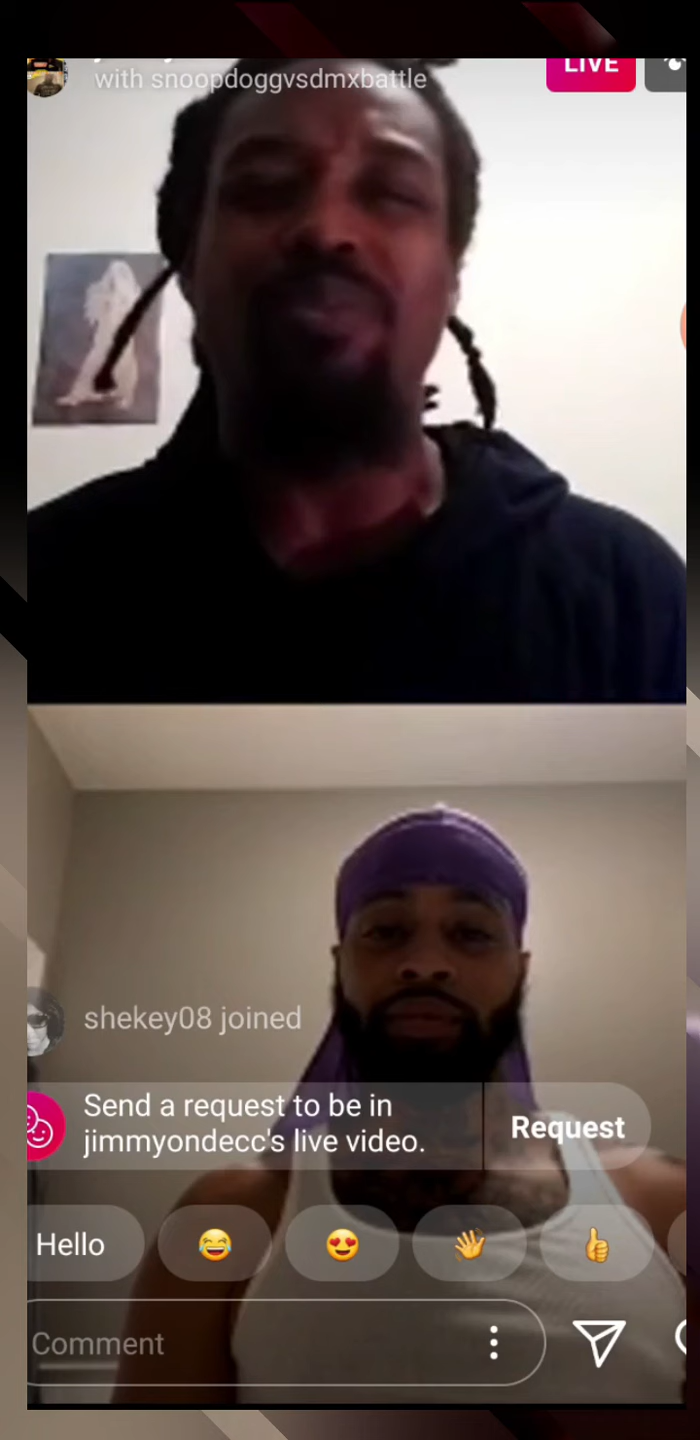 with snoopdoggvsdmxbattle
LIVE
shekey08 joined
Send a request to be in
jimmyondecc's live video.
Request
Hello
Comment